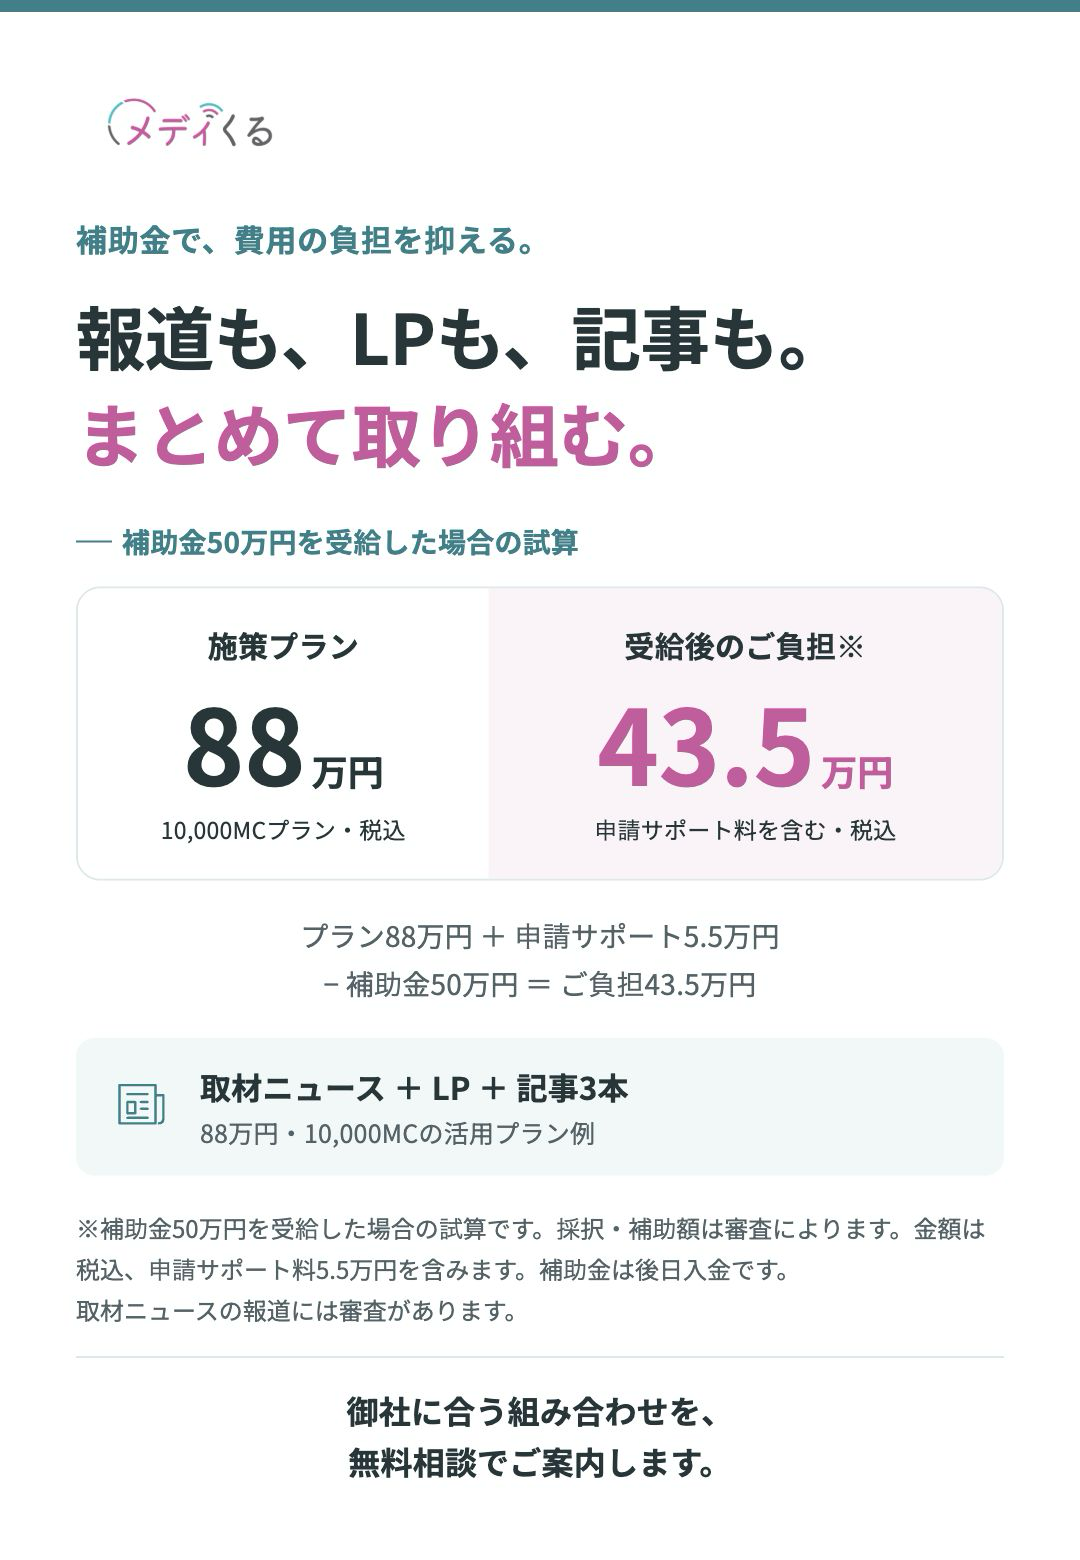 メディくる
補助金で、費用の負担を抑える。
報道も、LPも、記事も。
まとめて取り組む。
補助金50万円を受給した場合の試算
施策プラン
88万円
10,000MCプラン・税込
受給後のご負担※
43.5万円
申請サポート料を含む・税込
プラン88万円 ＋ 申請サポート5.5万円
− 補助金50万円 ＝ ご負担43.5万円
取材ニュース ＋ LP ＋ 記事3本
88万円・10,000MCの活用プラン例
※補助金50万円を受給した場合の試算です。採択・補助額は審査によります。金額は
税込、申請サポート料5.5万円を含みます。補助金は後日入金です。
取材ニュースの報道には審査があります。
御社に合う組み合わせを、
無料相談でご案内します。